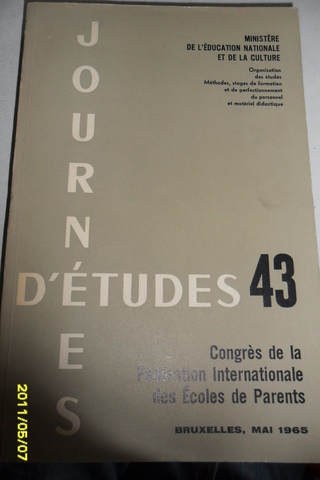 JOURNÉES
MINISTÈRE
DE L'ÉDUCATION NATIONALE
ET DE LA CULTURE
Organisation
des études
Méthodes, stages de formation
et de perfectionnement
du personnel
et matériel didactique
D'ÉTUDES 43
Congrès de la
Fédération Internationale
des Écoles de Parents
BRUXELLES, MAI 1965
2011/05/07